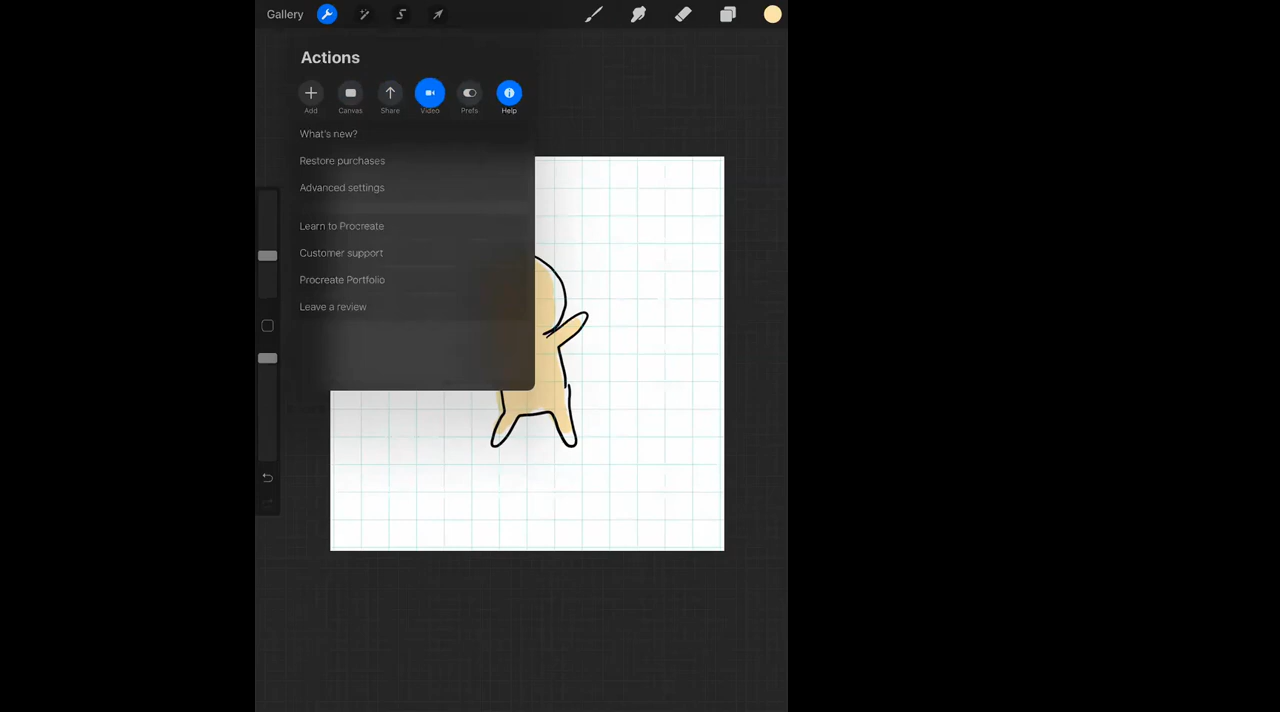 Gallery
Actions
Add Canvas Share Video Prefs Help
What's new?
Restore purchases
Advanced settings
Learn to Procreate
Customer support
Procreate Portfolio
Leave a review